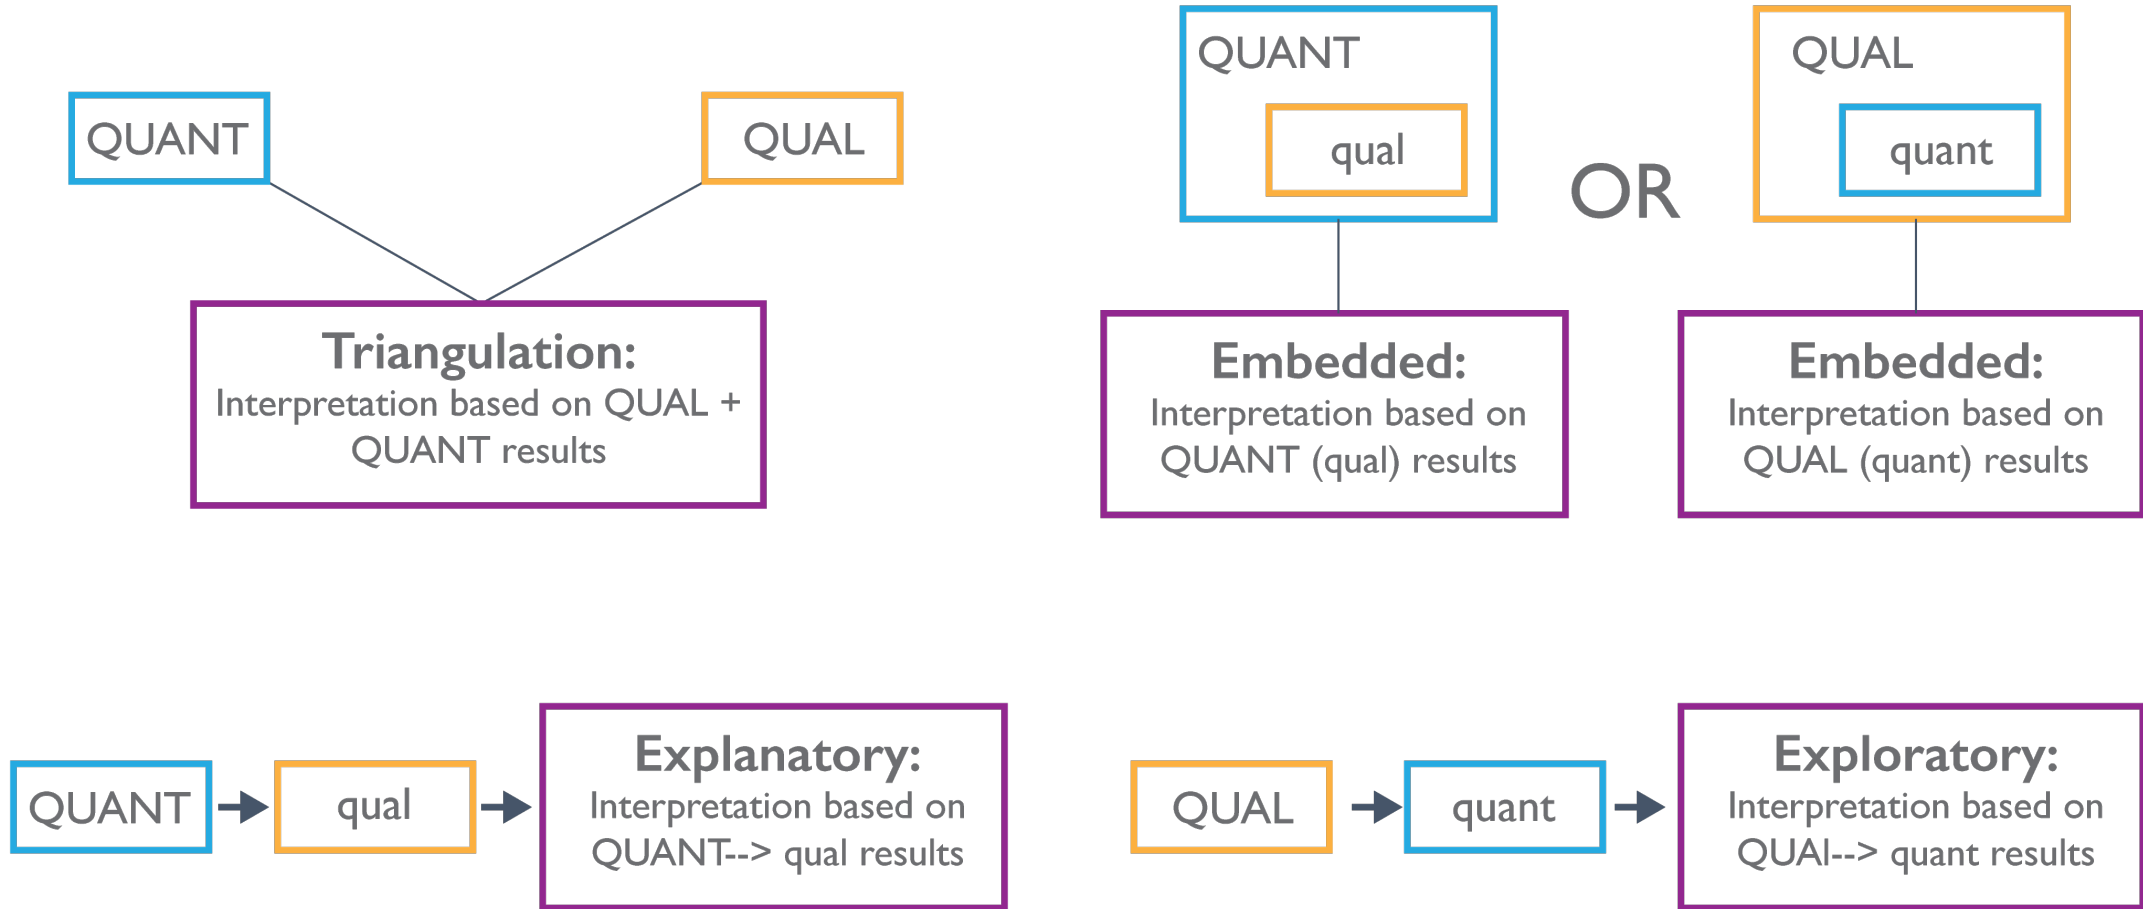 QUANT
QUAL
Triangulation:
Interpretation based on QUAL +
QUANT results
QUANT
qual
OR
QUAL
quant
Embedded:
Interpretation based on
QUANT (qual) results
Embedded:
Interpretation based on
QUAL (quant) results
QUANT
qual
Explanatory:
Interpretation based on
QUANT--> qual results
QUAL
quant
Exploratory:
Interpretation based on
QUAl--> quant results